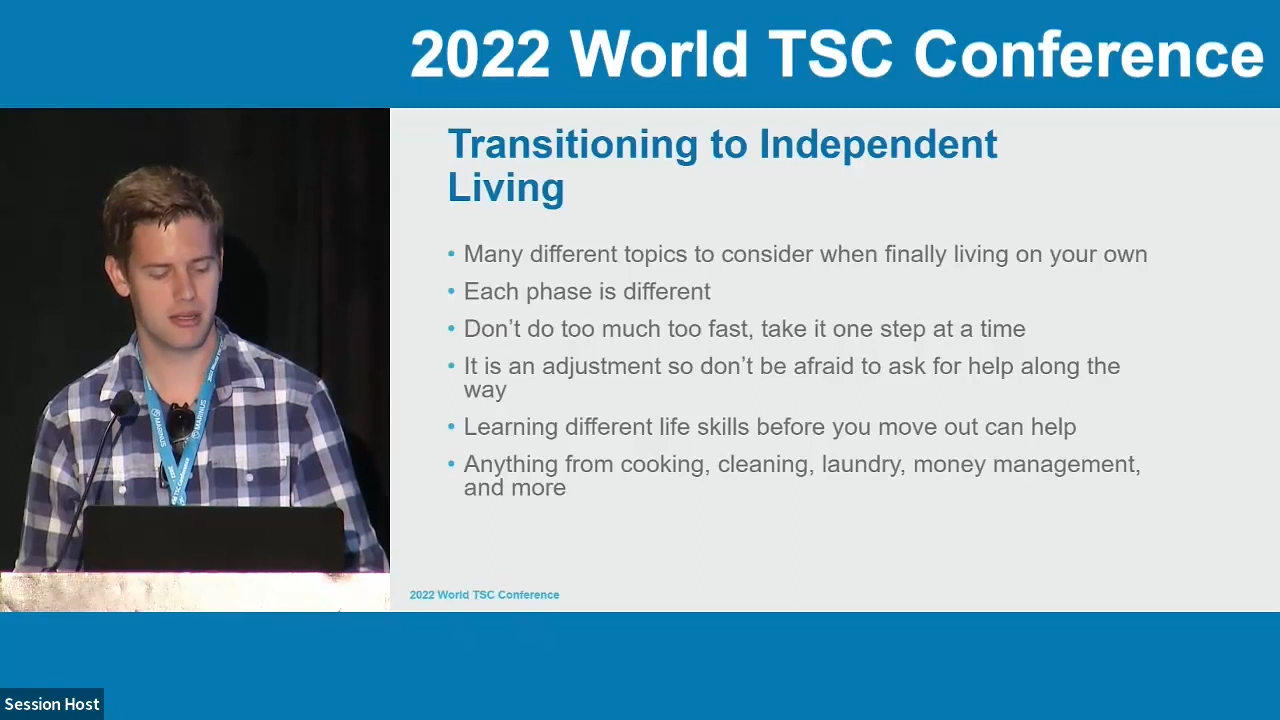 2022 World TSC Conference
Transitioning to Independent
Living
• Many different topics to consider when finally living on your own
• Each phase is different
• Don't do too much too fast, take it one step at a time
• It is an adjustment so don't be afraid to ask for help along the
way
• Learning different life skills before you move out can help
• Anything from cooking, cleaning, laundry, money management,
and more
2022 World TSC Conference
MARINUS
MARINUS
Session Host